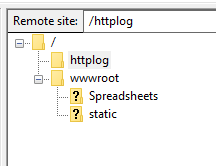 Remote site: /httplog
/
httplog
wwwroot
? Spreadsheets
? static